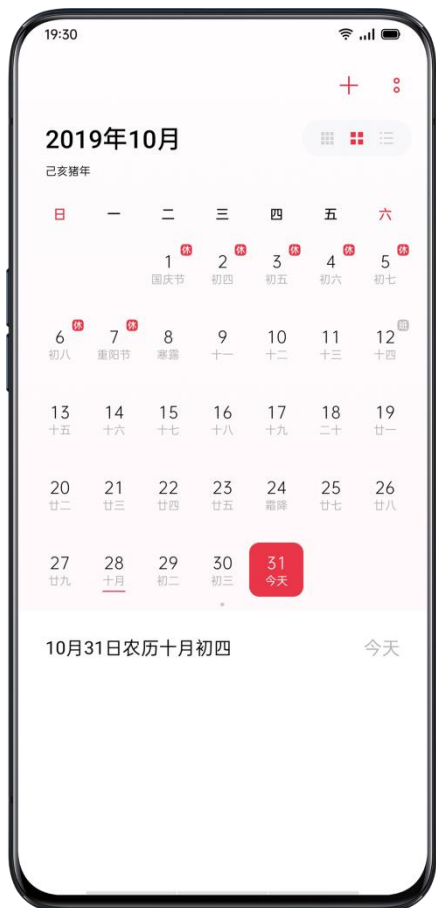 19:30
2019年10月
己亥猪年
日 一 二 三 四 五 六
1 休 2 休 3 休 4 休 5 休
国庆节 初四 初五 初六 初七
6 休 7 休 8 9 10 11 12 班
初八 重阳节 寒露 十一 十二 十三 十四
13 14 15 16 17 18 19
十五 十六 十七 十八 十九 二十 廿一
20 21 22 23 24 25 26
廿二 廿三 廿四 廿五 霜降 廿七 廿八
27 28 29 30 31
廿九 十月 初二 初三 今天
10月31日农历十月初四 今天